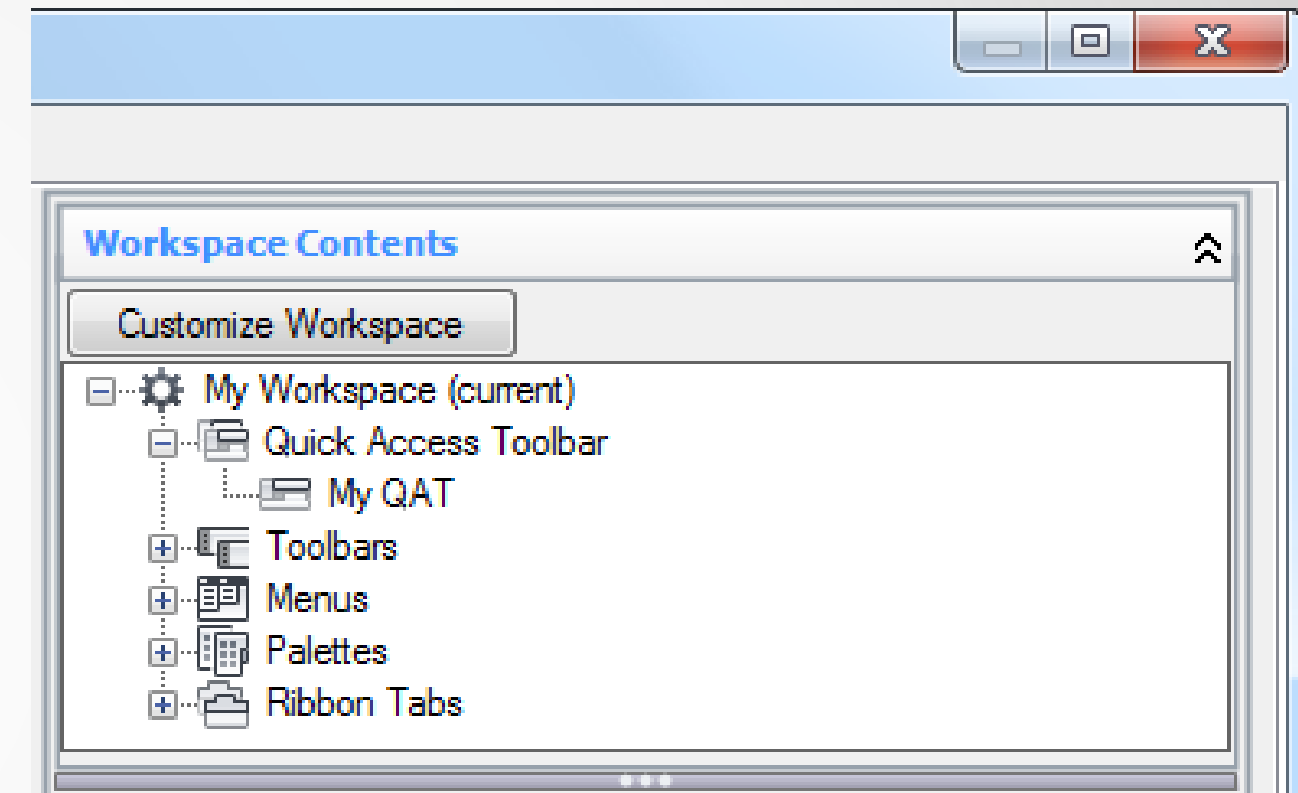 Workspace Contents
Customize Workspace
My Workspace (current)
Quick Access Toolbar
My QAT
Toolbars
Menus
Palettes
Ribbon Tabs